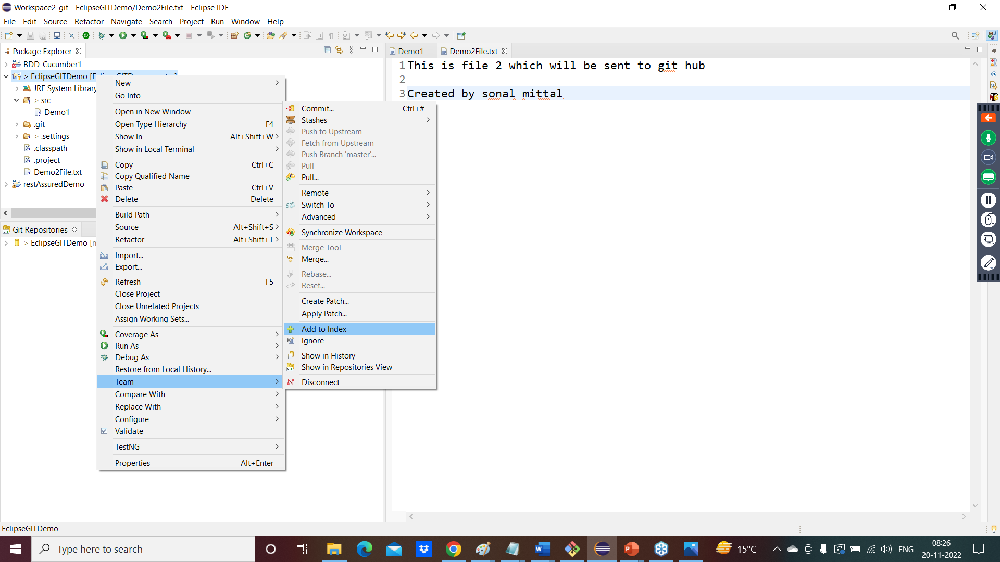 Workspace2-git - EclipseGITDemo/Demo2File.txt - Eclipse IDE
File Edit Source Refactor Navigate Search Project Run Window Help
Package Explorer
BDD-Cucumber1
> EclipseGITDemo [E
JRE System Library
> src
Demo1
.git
> .settings
.classpath
.project
Demo2File.txt
restAssuredDemo
Git Repositories
> EclipseGITDemo
New
Go Into
Open in New Window
Open Type Hierarchy F4
Show In Alt+Shift+W
Show in Local Terminal
Copy Ctrl+C
Copy Qualified Name
Paste Ctrl+V
Delete Delete
Build Path
Source Alt+Shift+S
Refactor Alt+Shift+T
Import...
Export...
Refresh F5
Close Project
Close Unrelated Projects
Assign Working Sets...
Coverage As
Run As
Debug As
Restore from Local History...
Team
Compare With
Replace With
Configure
Validate
TestNG
Properties Alt+Enter
Commit... Ctrl+#
Stashes
Push to Upstream
Fetch from Upstream
Push Branch 'master'...
Pull
Pull...
Remote
Switch To
Advanced
Synchronize Workspace
Merge Tool
Merge...
Rebase...
Reset...
Create Patch...
Apply Patch...
Add to Index
Ignore
Show in History
Show in Repositories View
Disconnect
Demo1 Demo2File.txt
1 This is file 2 which will be sent to git hub
2
3 Created by sonal mittal
EclipseGITDemo
Type here to search
15°C
ENG
08:26
20-11-2022